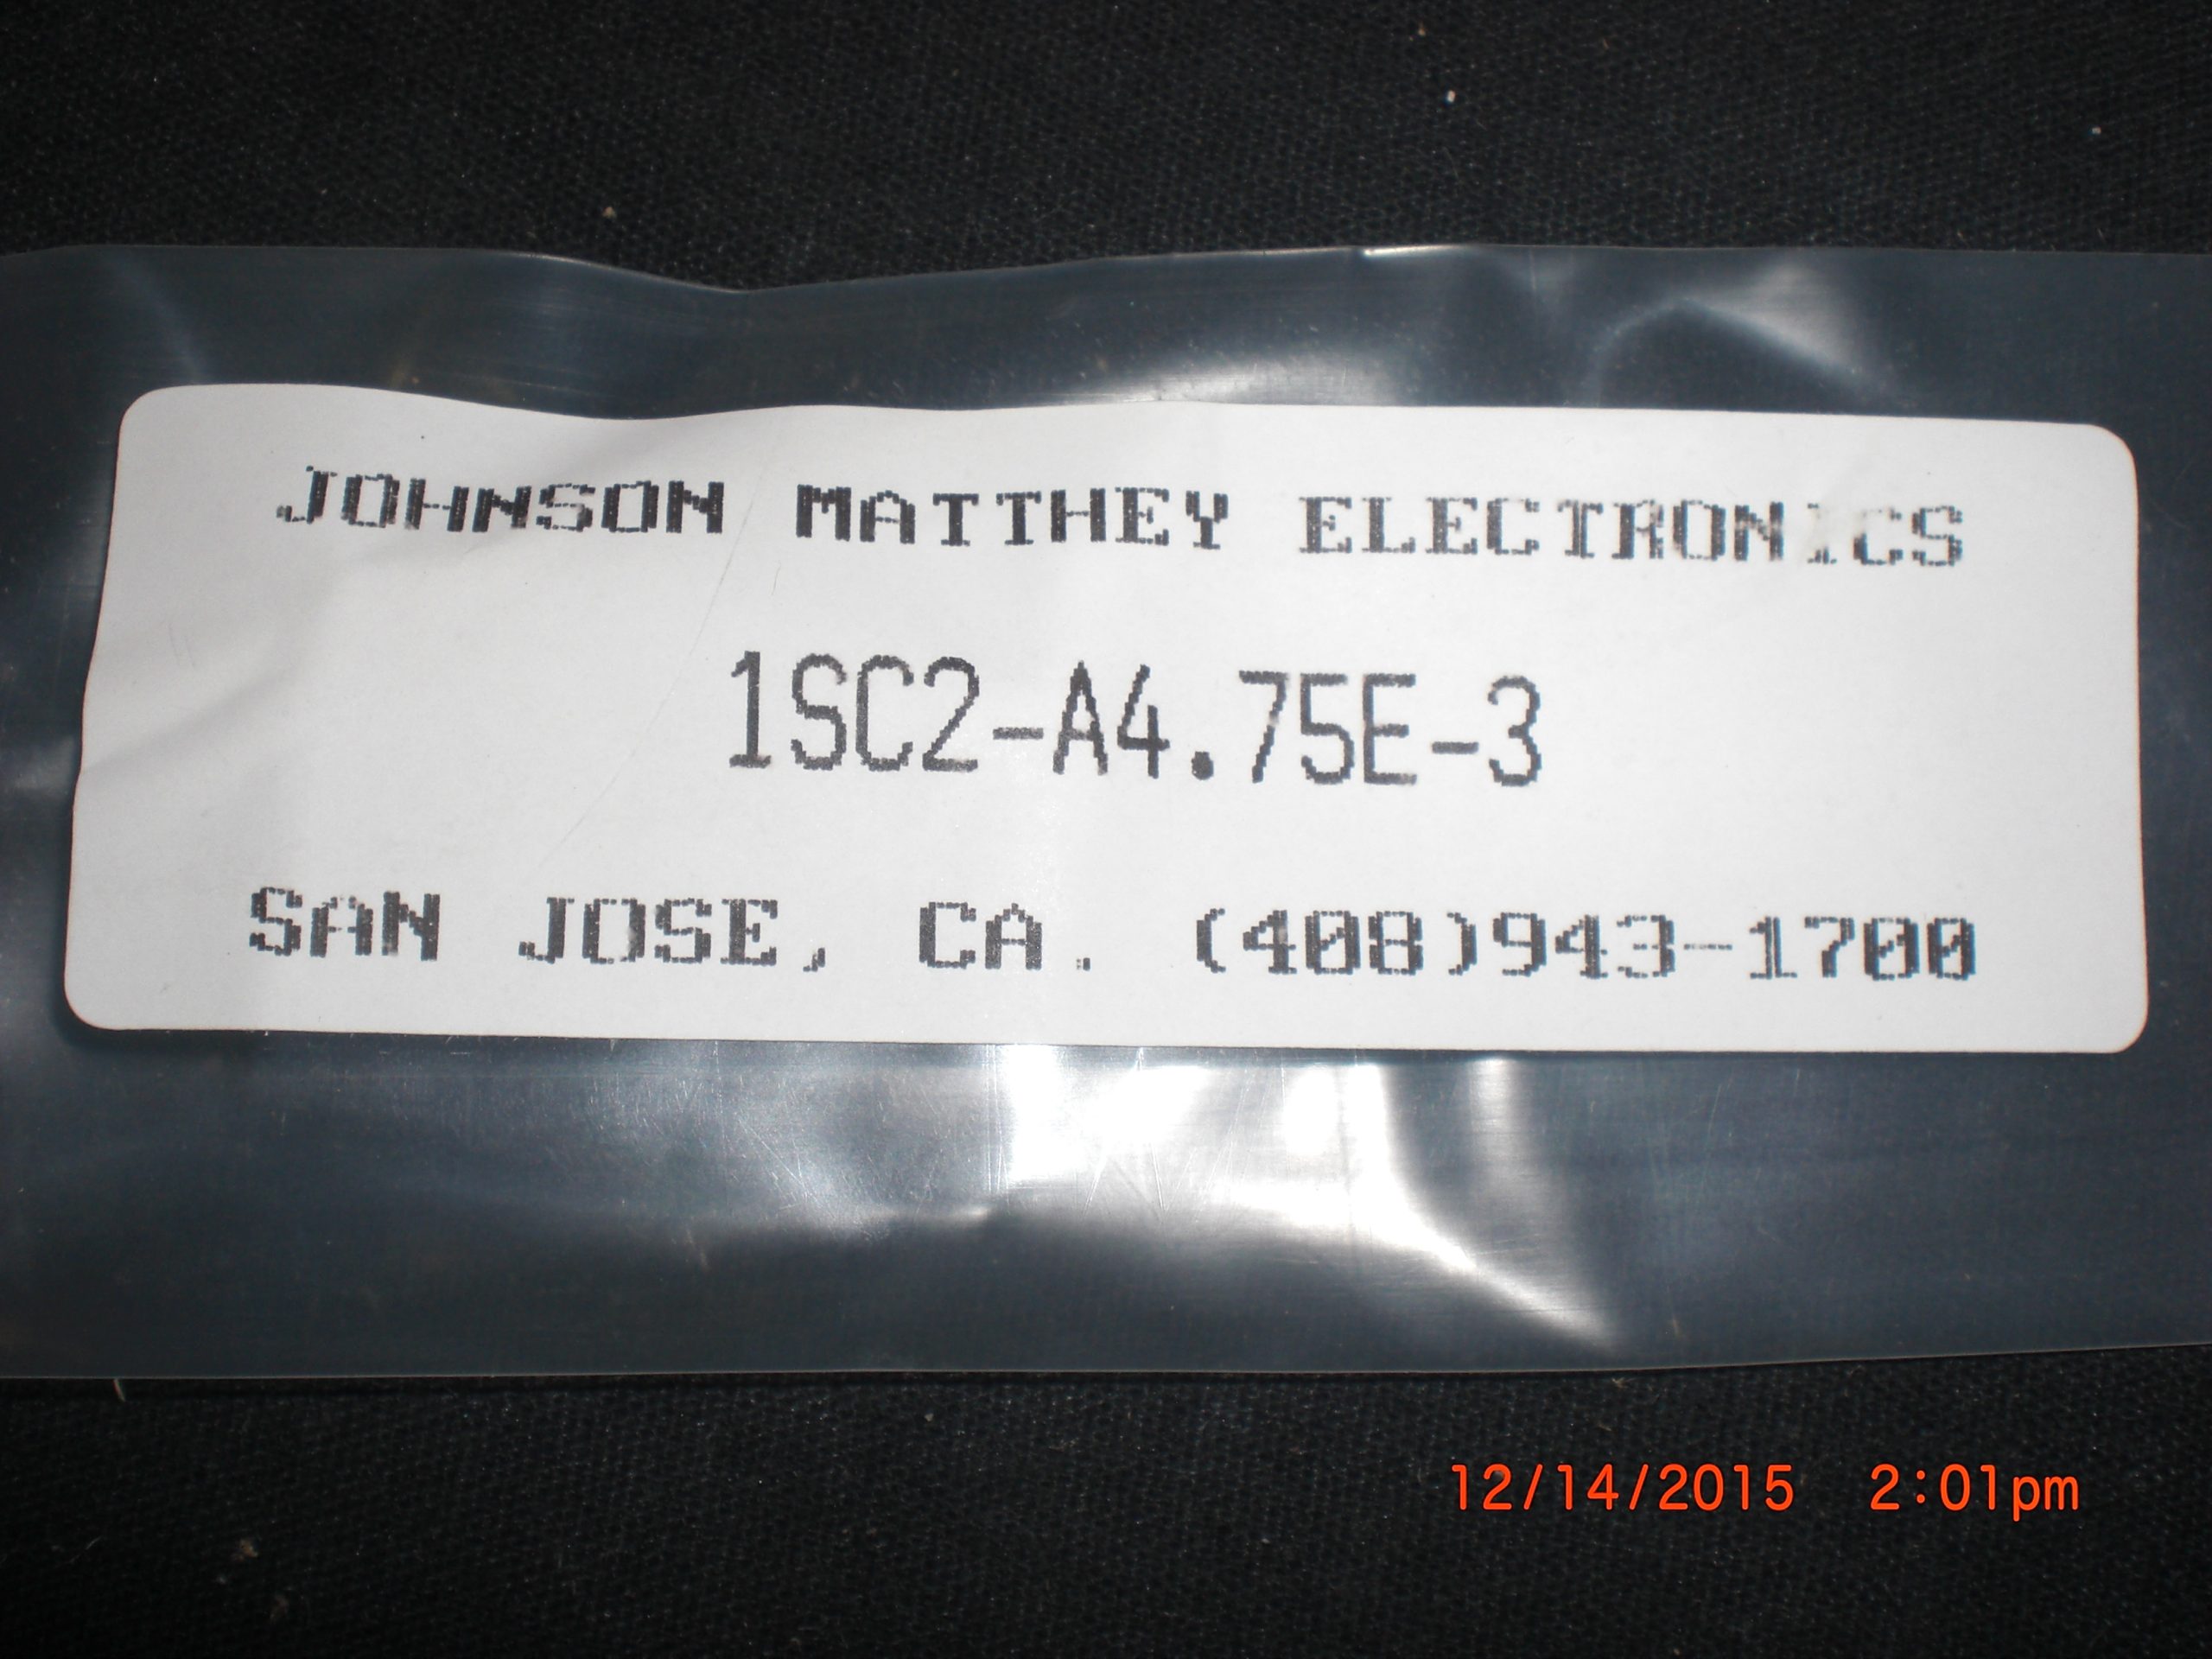 JOHNSON MATTHEY ELECTRONICS
1SC2-A4.75E-3
SAN JOSE, CA. (408)943-1700
12/14/2015 2:01pm